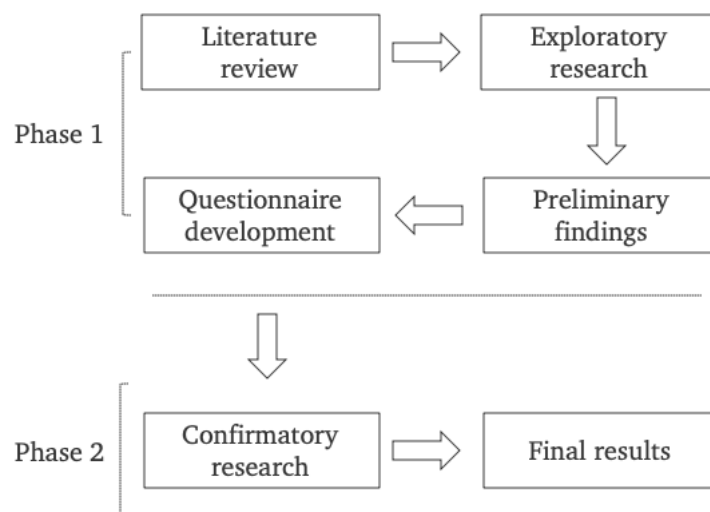 Literature
review
Exploratory
research
Phase 1
Questionnaire
development
Preliminary
findings
Phase 2
Confirmatory
research
Final results